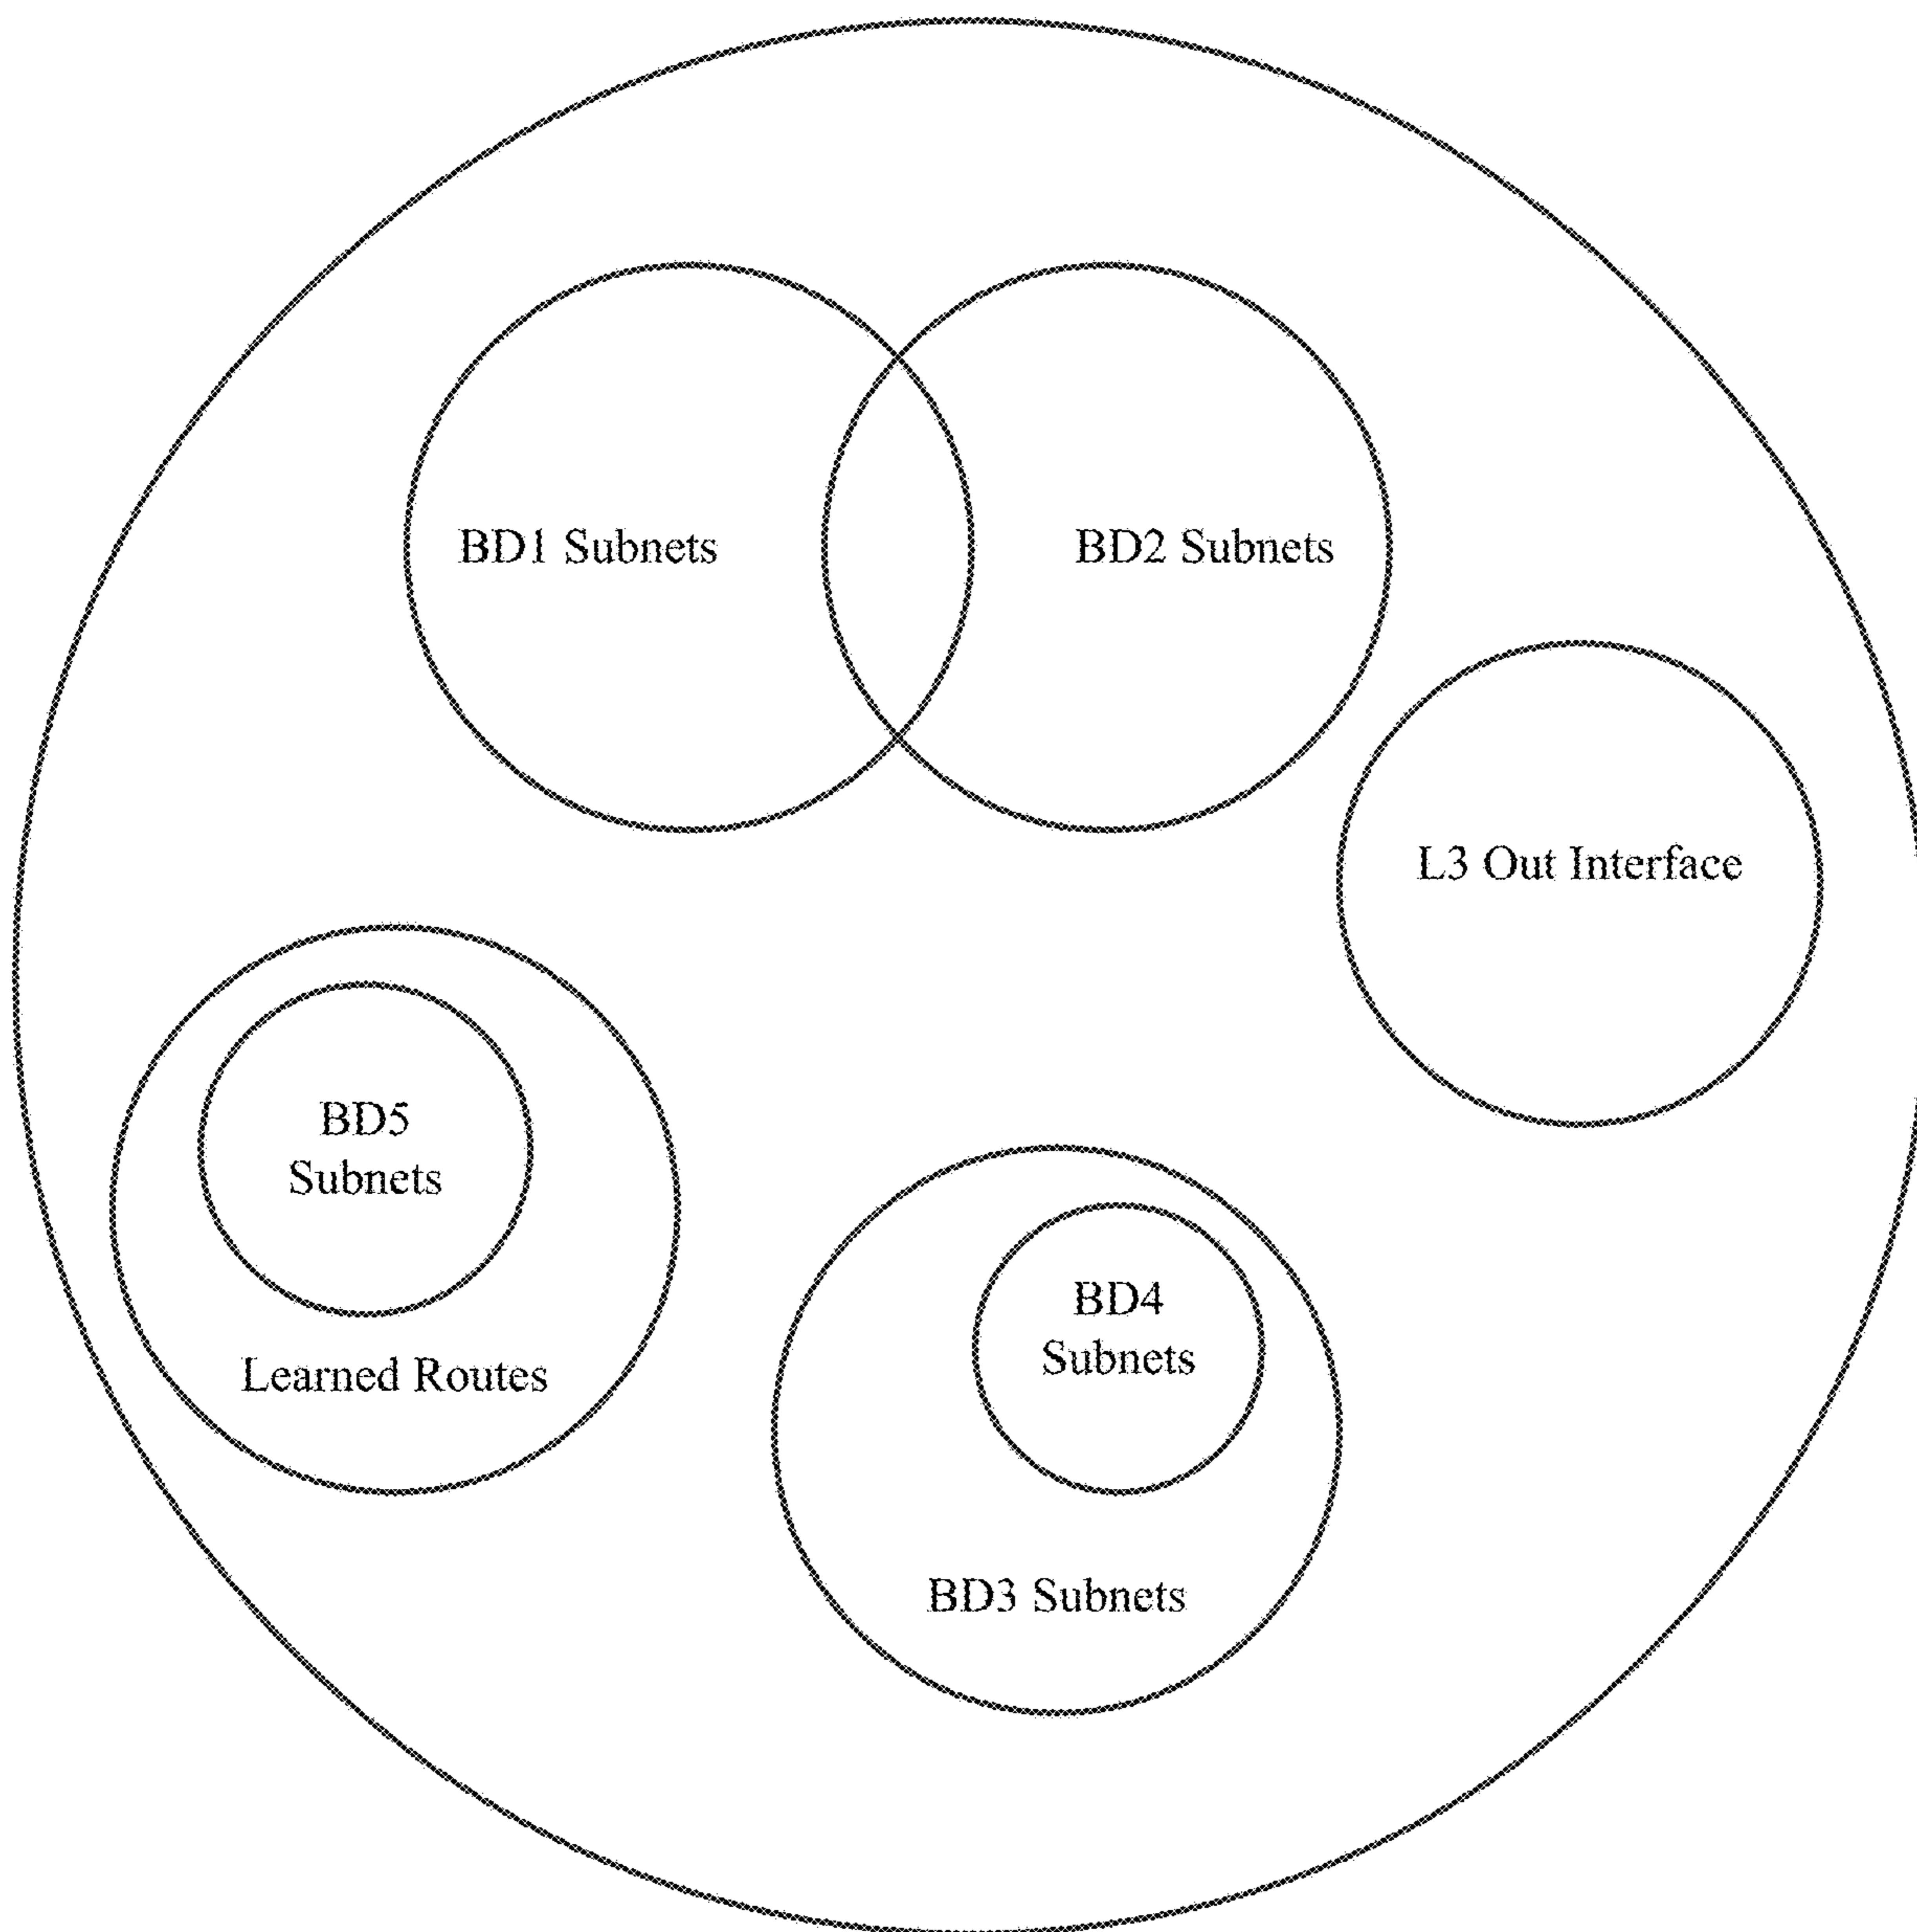 BD1 Subnets
BD2 Subnets
L3 Out Interface
BD5
Subnets
Learned Routes
BD4
Subnets
BD3 Subnets